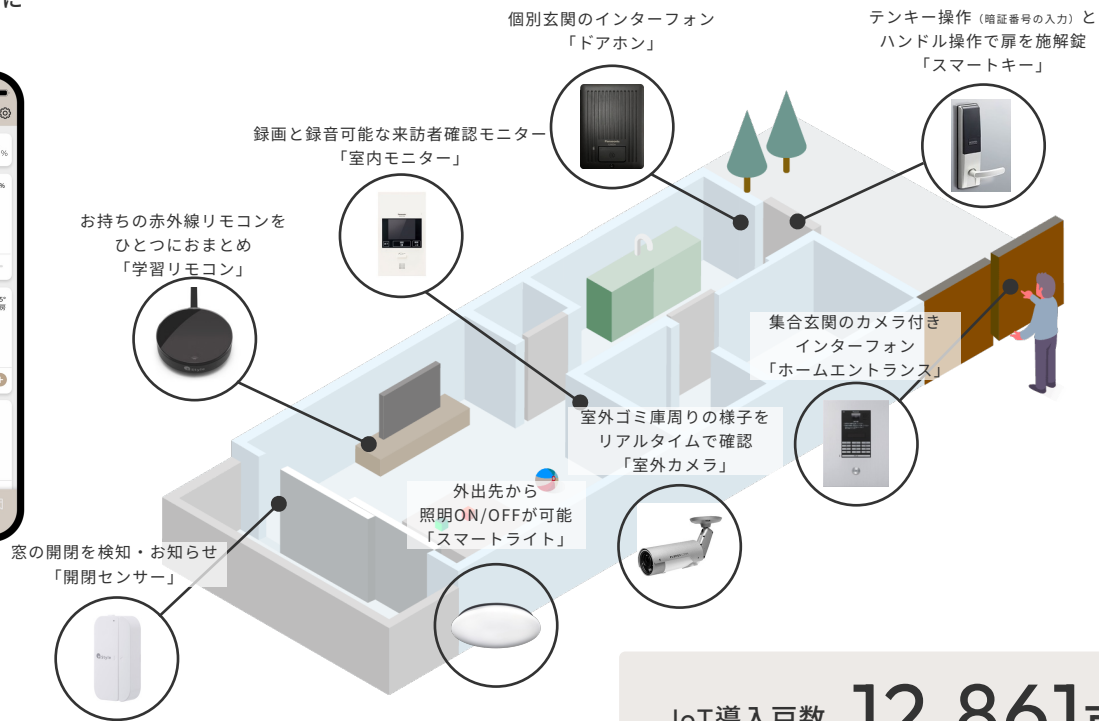 に
個別玄関のインターフォン
「ドアホン」
テンキー操作（暗証番号の入力）と
ハンドル操作で扉を施解錠
「スマートキー」
録画と録音可能な来訪者確認モニター
「室内モニター」
お持ちの赤外線リモコンを
ひとつにおまとめ
「学習リモコン」
集合玄関のカメラ付き
インターフォン
「ホームエントランス」
室外ゴミ庫周りの様子を
リアルタイムで確認
「室外カメラ」
外出先から
照明ON/OFFが可能
「スマートライト」
窓の開閉を検知・お知らせ
「開閉センサー」
IoT導入戸数 12,861